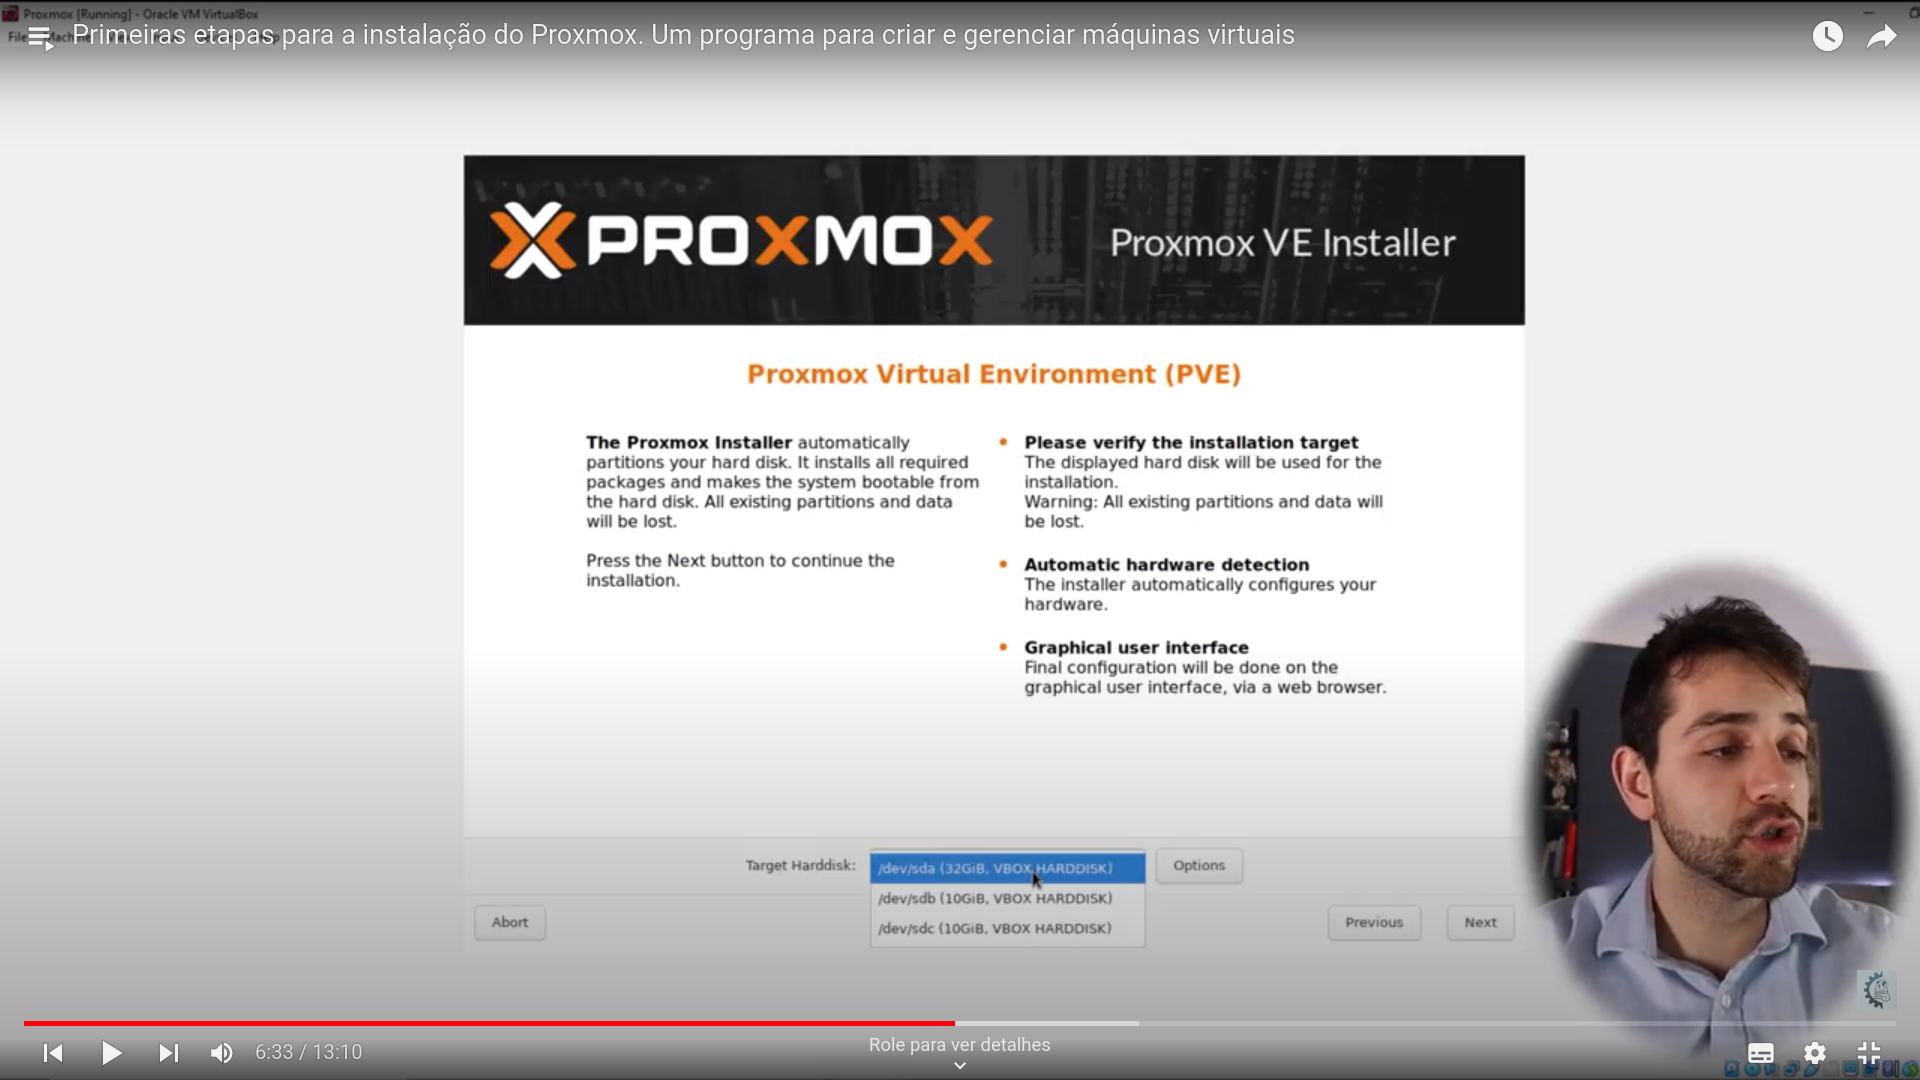 Proxmox [Running] - Oracle VM VirtualBox
Primeiras etapas para a instalação do Proxmox. Um programa para criar e gerenciar máquinas virtuais
PROXMOX
Proxmox VE Installer
Proxmox Virtual Environment (PVE)
The Proxmox Installer automatically
partitions your hard disk. It installs all required
packages and makes the system bootable from
the hard disk. All existing partitions and data
will be lost.
Press the Next button to continue the
installation.
Please verify the installation target
The displayed hard disk will be used for the
installation.
Warning: All existing partitions and data will
be lost.
Automatic hardware detection
The installer automatically configures your
hardware.
Graphical user interface
Final configuration will be done on the
graphical user interface, via a web browser.
Target Harddisk:
/dev/sda (32GiB, VBOX HARDDISK)
/dev/sdb (10GiB, VBOX HARDDISK)
/dev/sdc (10GiB, VBOX HARDDISK)
Options
Abort
Previous
Next
6:33 / 13:10
Role para ver detalhes